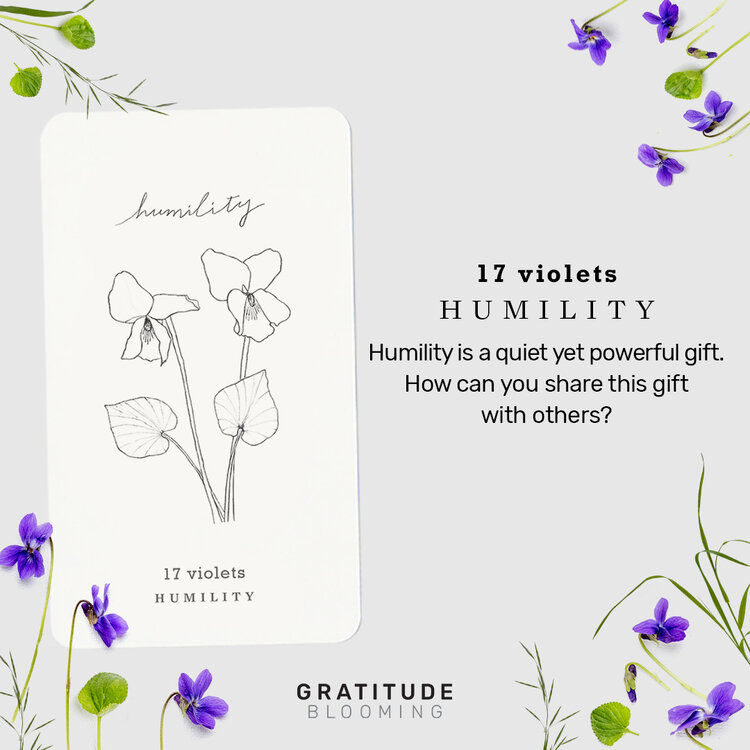 humility
17 violets
HUMILITY
17 violets
HUMILITY
Humility is a quiet yet powerful gift.
How can you share this gift
with others?
GRATITUDE
BLOOMING